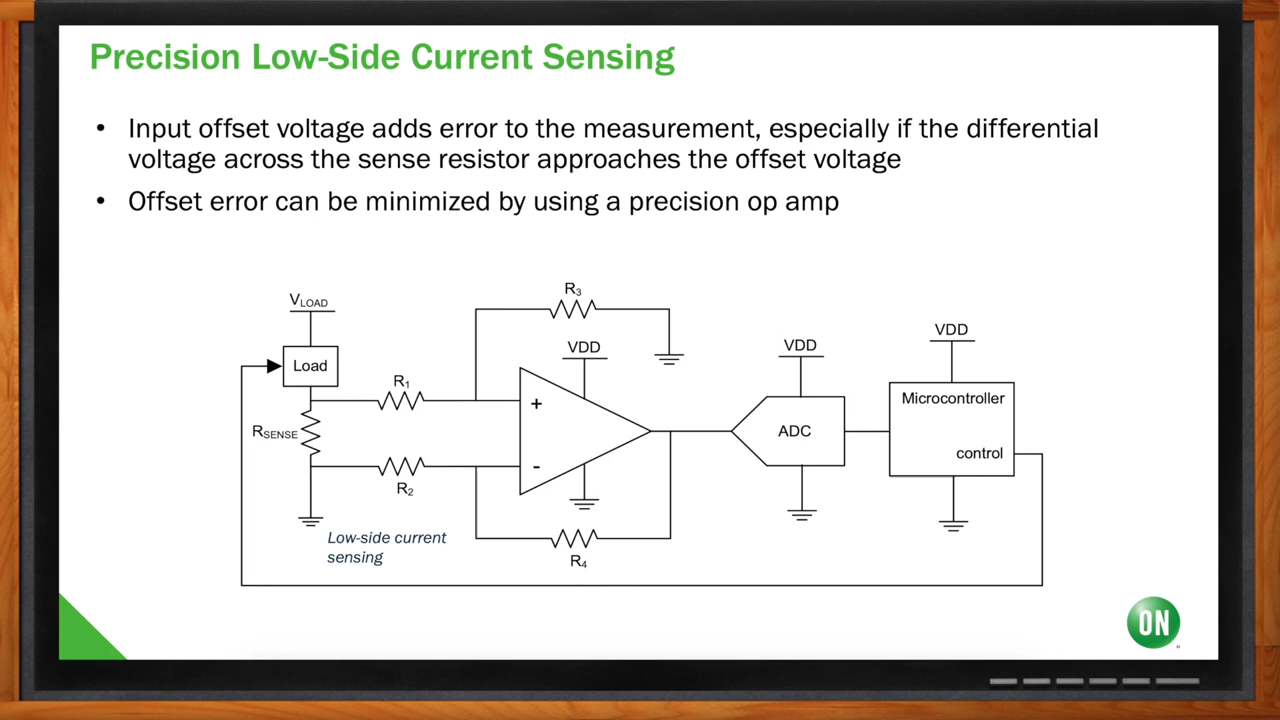 Precision Low-Side Current Sensing
• Input offset voltage adds error to the measurement, especially if the differential
voltage across the sense resistor approaches the offset voltage
• Offset error can be minimized by using a precision op amp
R3
VLOAD
VDD
VDD
VDD
Load
R1
+
Microcontroller
RSENSE
ADC
control
-
R2
Low-side current
sensing
R4
ON